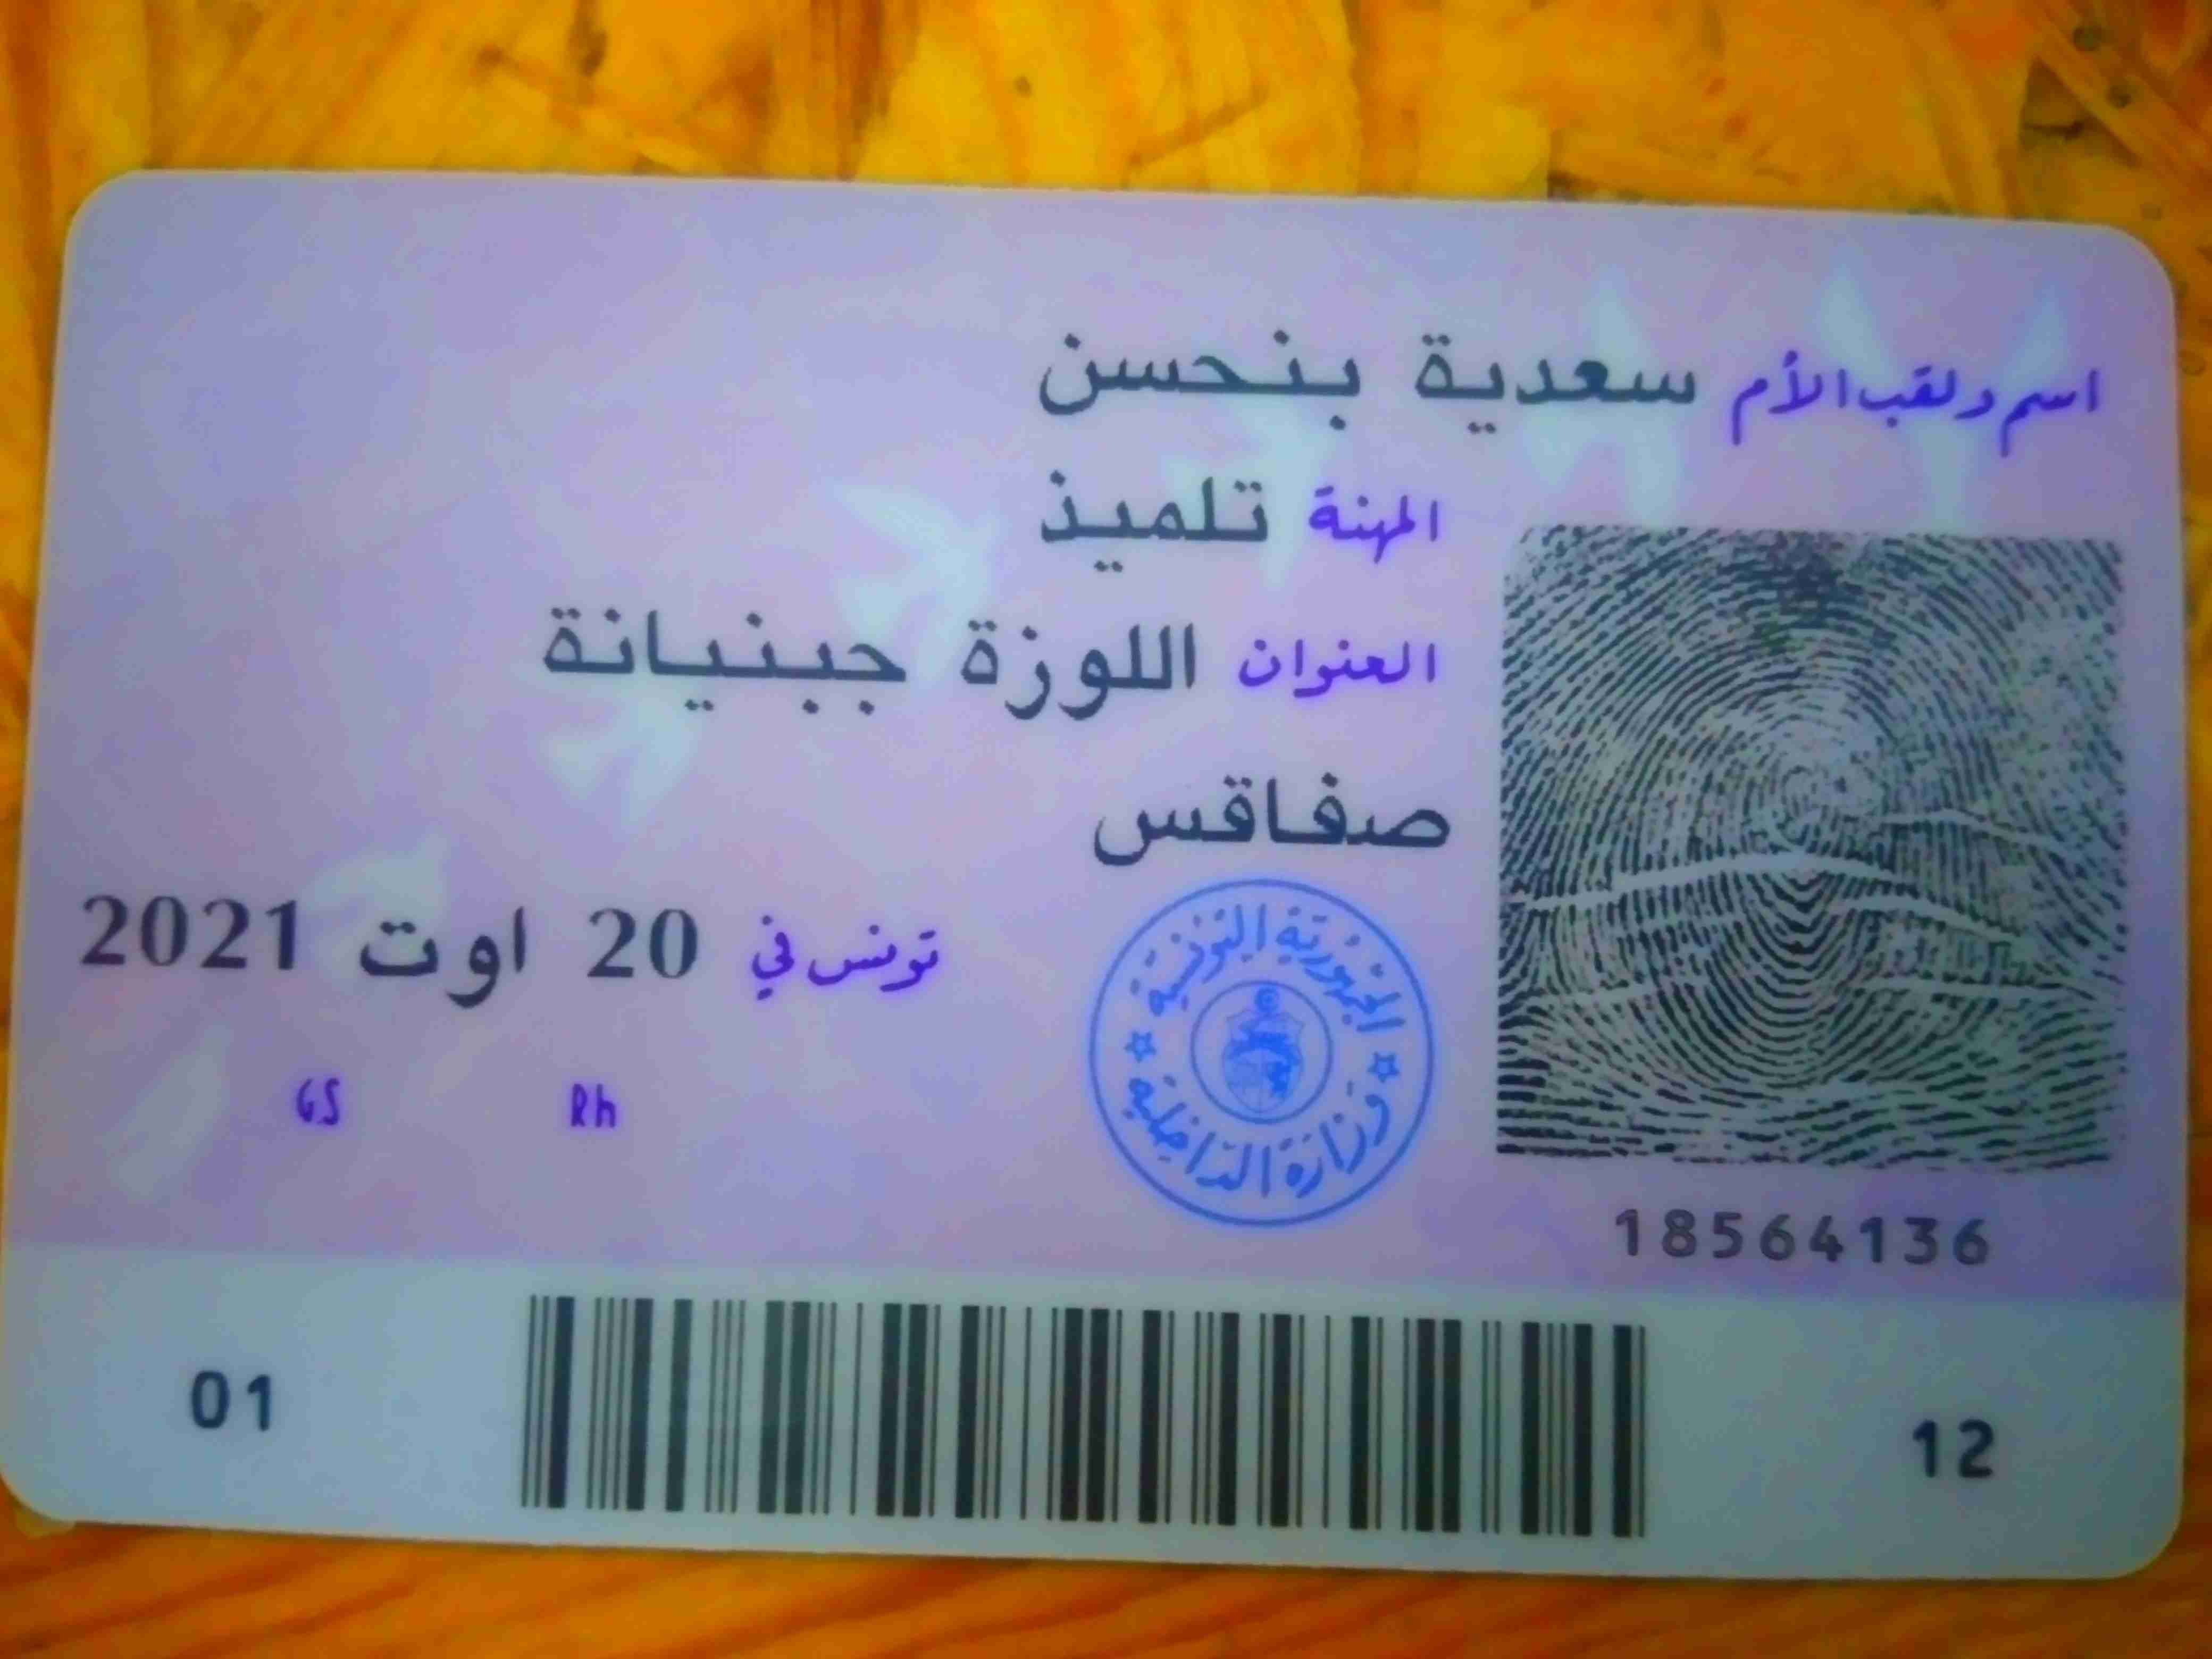 اسم ولقب الأم سعدية بنحسن
المهنة تلميذ
العنوان اللوزة جبنيانة
صفاقس
تونس في 20 اوت 2021
الجمهورية التونسية
وزارة الداخلية
GS Rh
18564136
01 12